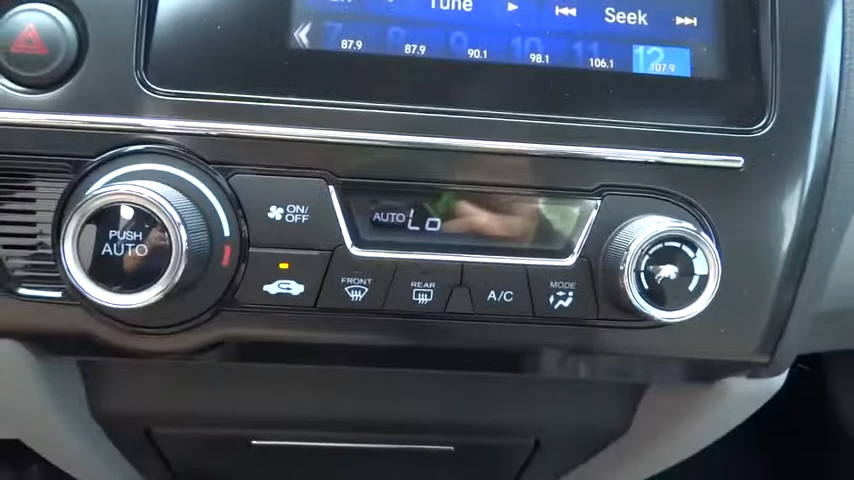 Tune
Seek
7 8 9 10 11 12
87.9 87.9 90.1 98.1 106.1 107.9
ON/
OFF
AUTO LO
PUSH
AUTO
FRONT
REAR
A/C
MODE